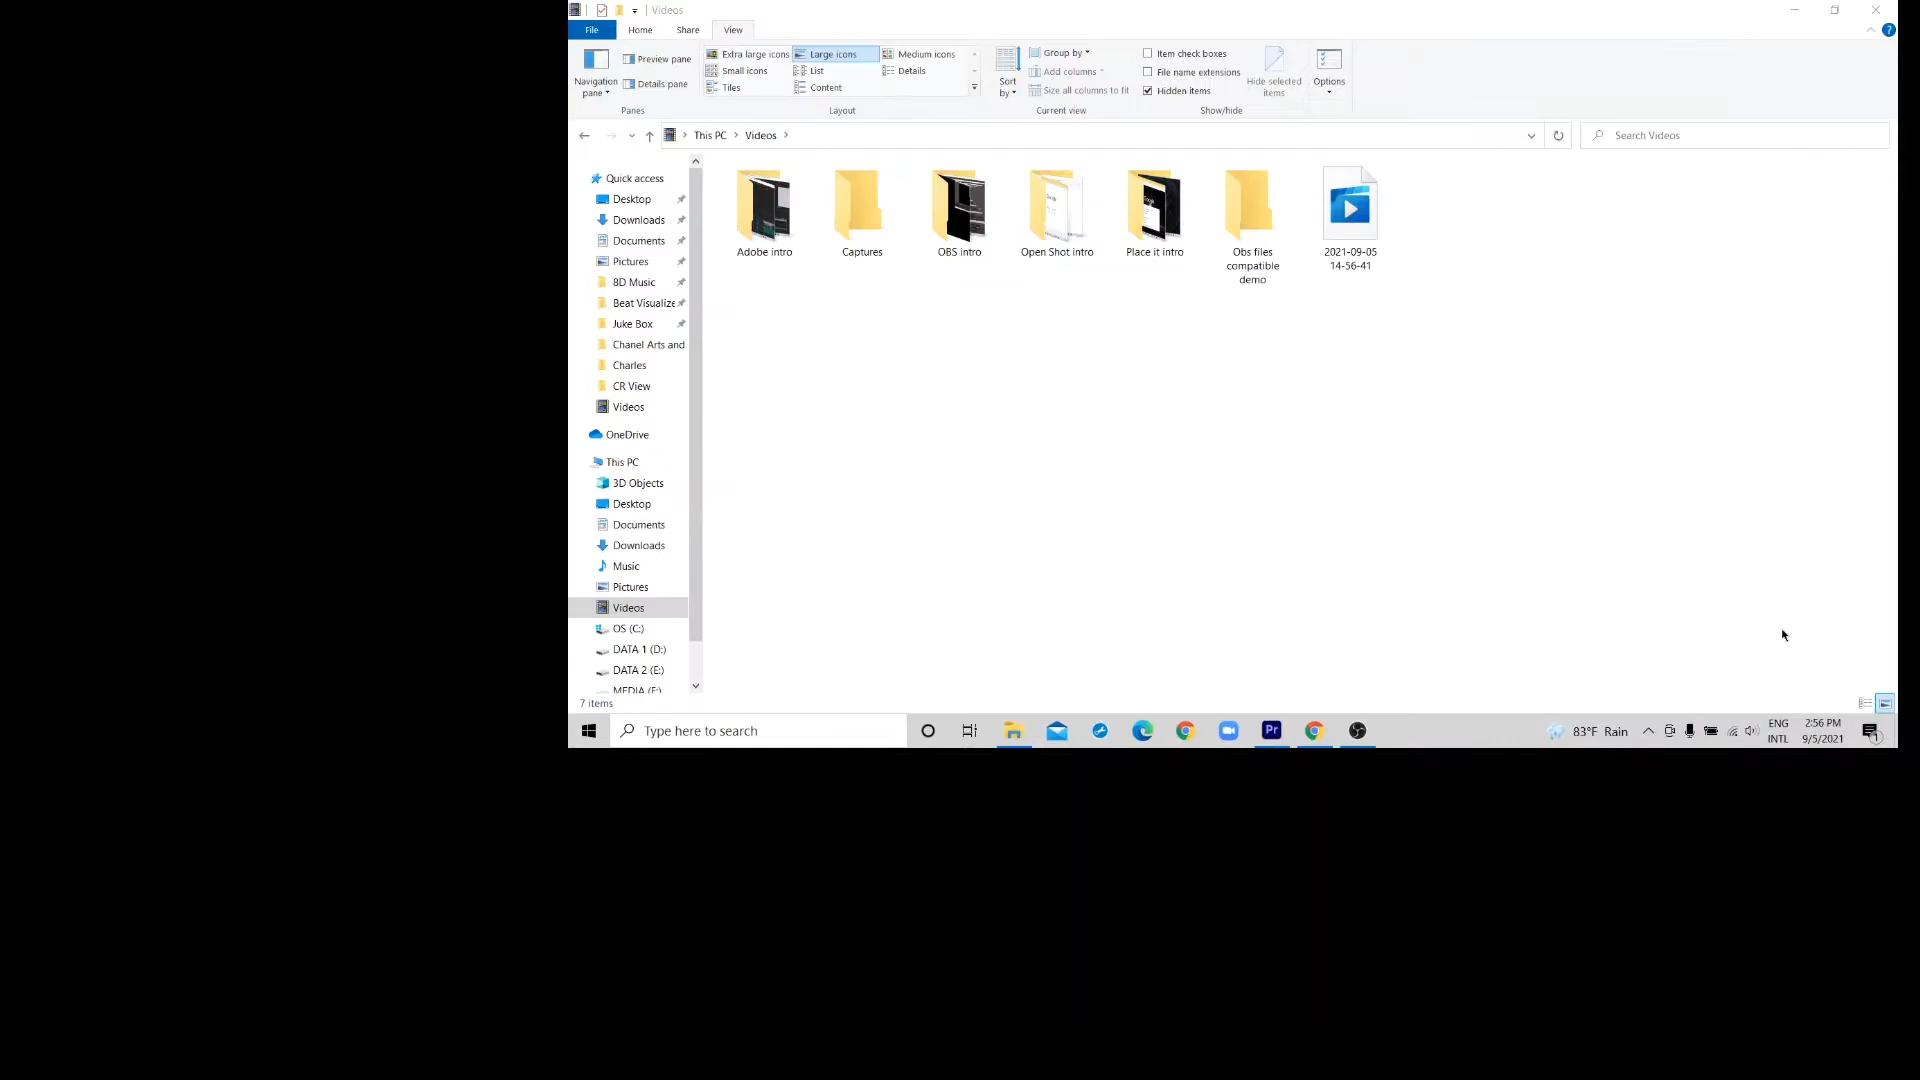 Videos
File Home Share View
Navigation pane
Preview pane
Details pane
Panes
Extra large icons Large icons Medium icons
Small icons List Details
Tiles Content
Layout
Sort by
Group by
Add columns
Size all columns to fit
Current view
Item check boxes
File name extensions
Hidden items
Hide selected items
Show/hide
Options
This PC Videos
Search Videos
Quick access
Desktop
Downloads
Documents
Pictures
8D Music
Beat Visualize
Juke Box
Chanel Arts and
Charles
CR View
Videos
OneDrive
This PC
3D Objects
Desktop
Documents
Downloads
Music
Pictures
Videos
OS (C:)
DATA 1 (D:)
DATA 2 (E:)
MEDIA (F:)
Adobe intro
Captures
OBS intro
Open Shot intro
Place it intro
Obs files
compatible
demo
2021-09-05
14-56-41
7 items
Type here to search
Pr
83°F Rain
ENG
INTL
2:56 PM
9/5/2021
1